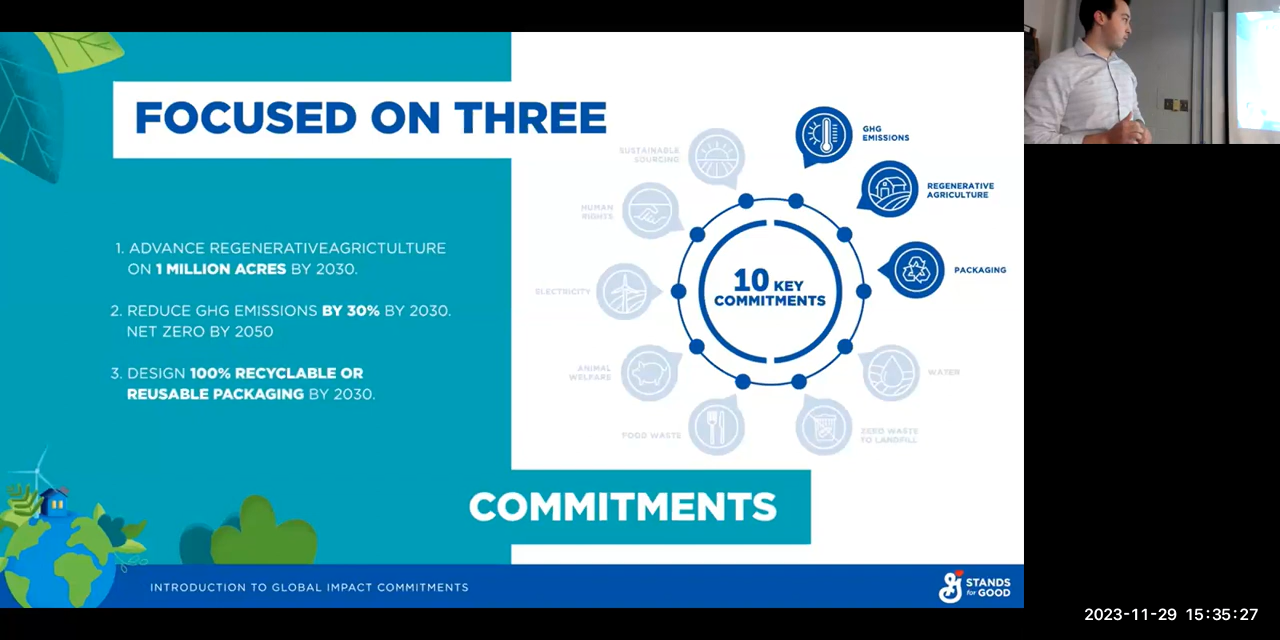 FOCUSED ON THREE
1. ADVANCE REGENERATIVEAGRICTULTURE
ON 1 MILLION ACRES BY 2030.
2. REDUCE GHG EMISSIONS BY 30% BY 2030.
NET ZERO BY 2050
3. DESIGN 100% RECYCLABLE OR
REUSABLE PACKAGING BY 2030.
GHG
EMISSIONS
REGENERATIVE
AGRICULTURE
PACKAGING
WATER
ZERO WASTE
TO LANDFILL
FOOD WASTE
ANIMAL
WELFARE
ELECTRICITY
HUMAN
RIGHTS
SUSTAINABLE
SOURCING
10 KEY
COMMITMENTS
COMMITMENTS
INTRODUCTION TO GLOBAL IMPACT COMMITMENTS
G STANDS
for GOOD
2023-11-29 15:35:27